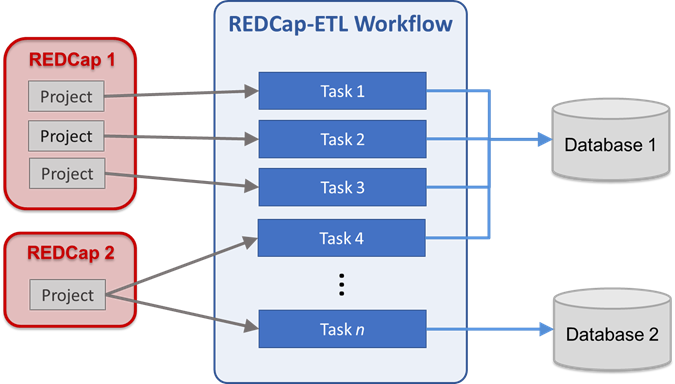 REDCap-ETL Workflow
REDCap 1
Project
Project
Project
REDCap 2
Project
Task 1
Task 2
Task 3
Task 4
Task n
Database 1
Database 2